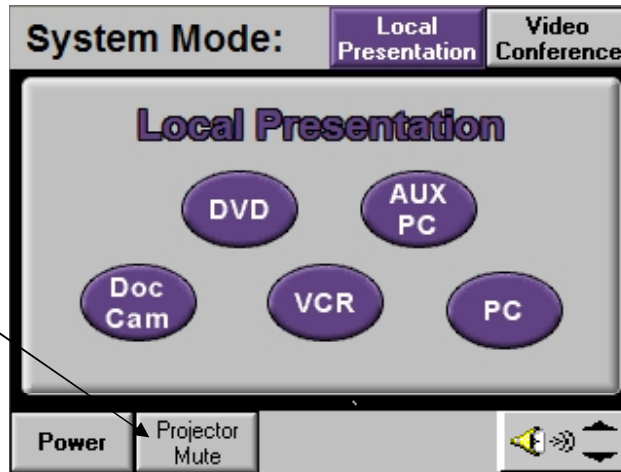 System Mode:
Local
Presentation
Video
Conference
Local Presentation
DVD
AUX
PC
Doc
Cam
VCR
PC
Power
Projector
Mute